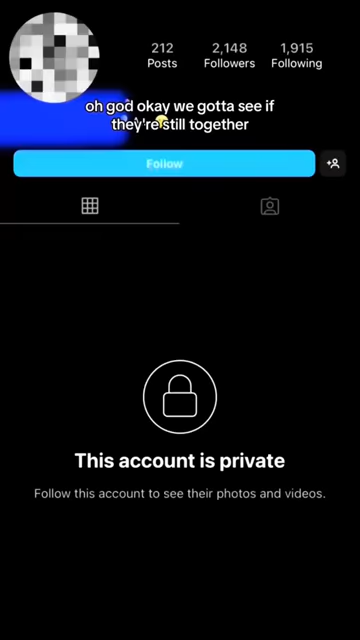 212 2,148 1,915
Posts Followers Following
oh god okay we gotta see if
they're still together
Follow
This account is private
Follow this account to see their photos and videos.